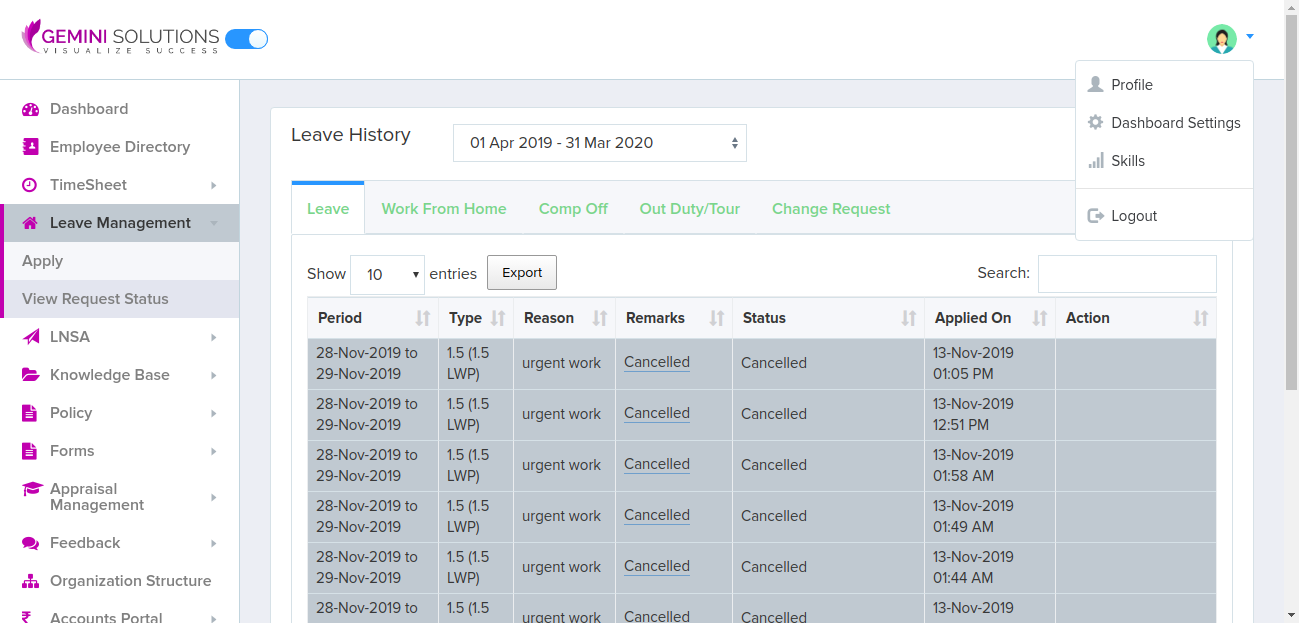 GEMINI SOLUTIONS
VISUALIZE SUCCESS
Profile
Dashboard Settings
Skills
Logout
Dashboard
Employee Directory
TimeSheet
Leave Management
Apply
View Request Status
LNSA
Knowledge Base
Policy
Forms
Appraisal
Management
Feedback
Organization Structure
Accounts Portal
Leave History
01 Apr 2019 - 31 Mar 2020
Leave Work From Home Comp Off Out Duty/Tour Change Request
Show 10 entries Export Search:
Period Type Reason Remarks Status Applied On Action
28-Nov-2019 to 1.5 (1.5 urgent work Cancelled Cancelled 13-Nov-2019
29-Nov-2019 LWP) 01:05 PM
28-Nov-2019 to 1.5 (1.5 urgent work Cancelled Cancelled 13-Nov-2019
29-Nov-2019 LWP) 12:51 PM
28-Nov-2019 to 1.5 (1.5 urgent work Cancelled Cancelled 13-Nov-2019
29-Nov-2019 LWP) 01:58 AM
28-Nov-2019 to 1.5 (1.5 urgent work Cancelled Cancelled 13-Nov-2019
29-Nov-2019 LWP) 01:49 AM
28-Nov-2019 to 1.5 (1.5 urgent work Cancelled Cancelled 13-Nov-2019
29-Nov-2019 LWP) 01:44 AM
28-Nov-2019 to 1.5 (1.5 urgent work Cancelled Cancelled 13-Nov-2019